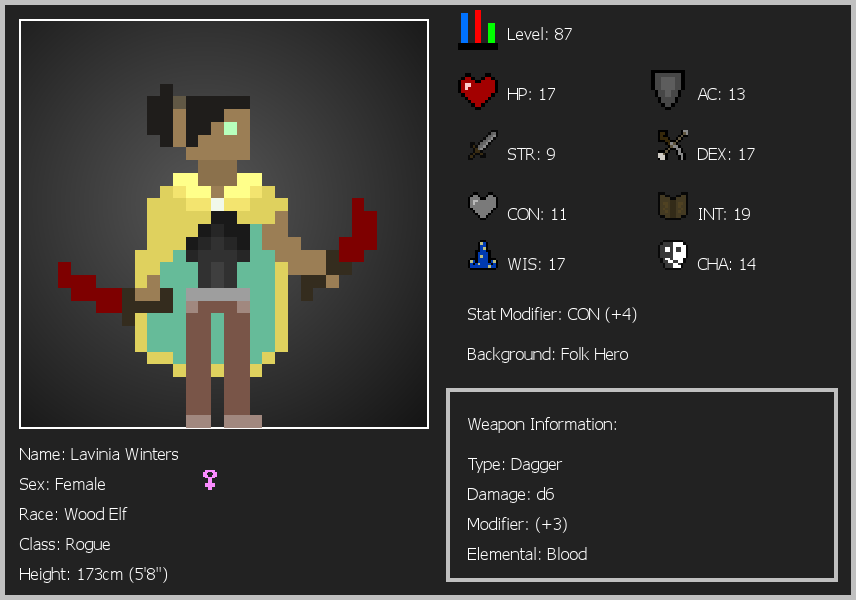 Level: 87
HP: 17
AC: 13
STR: 9
DEX: 17
CON: 11
INT: 19
WIS: 17
CHA: 14
Stat Modifier: CON (+4)
Background: Folk Hero
Weapon Information:
Type: Dagger
Damage: d6
Modifier: (+3)
Elemental: Blood
Name: Lavinia Winters
Sex: Female
Race: Wood Elf
Class: Rogue
Height: 173cm (5'8")